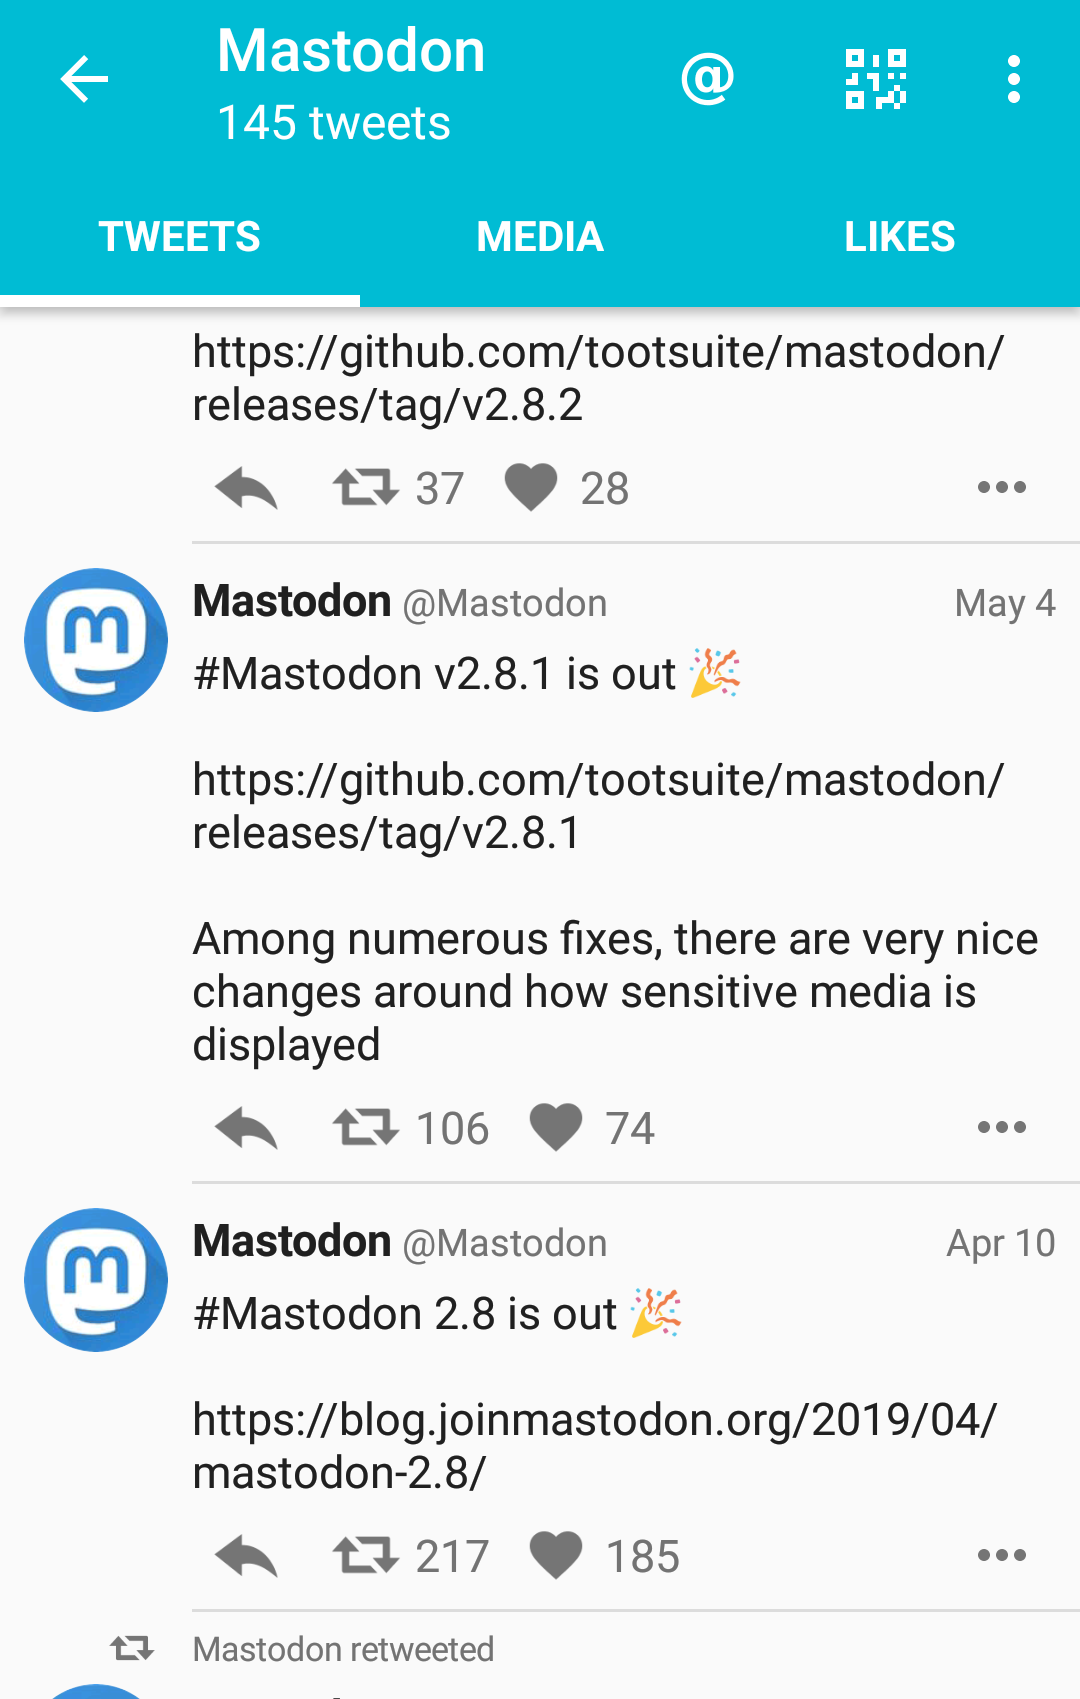 Mastodon
145 tweets
@
TWEETS MEDIA LIKES
https://github.com/tootsuite/mastodon/
releases/tag/v2.8.2
37 28
Mastodon @Mastodon May 4
#Mastodon v2.8.1 is out 🎉
https://github.com/tootsuite/mastodon/
releases/tag/v2.8.1
Among numerous fixes, there are very nice
changes around how sensitive media is
displayed
106 74
Mastodon @Mastodon Apr 10
#Mastodon 2.8 is out 🎉
https://blog.joinmastodon.org/2019/04/
mastodon-2.8/
217 185
Mastodon retweeted